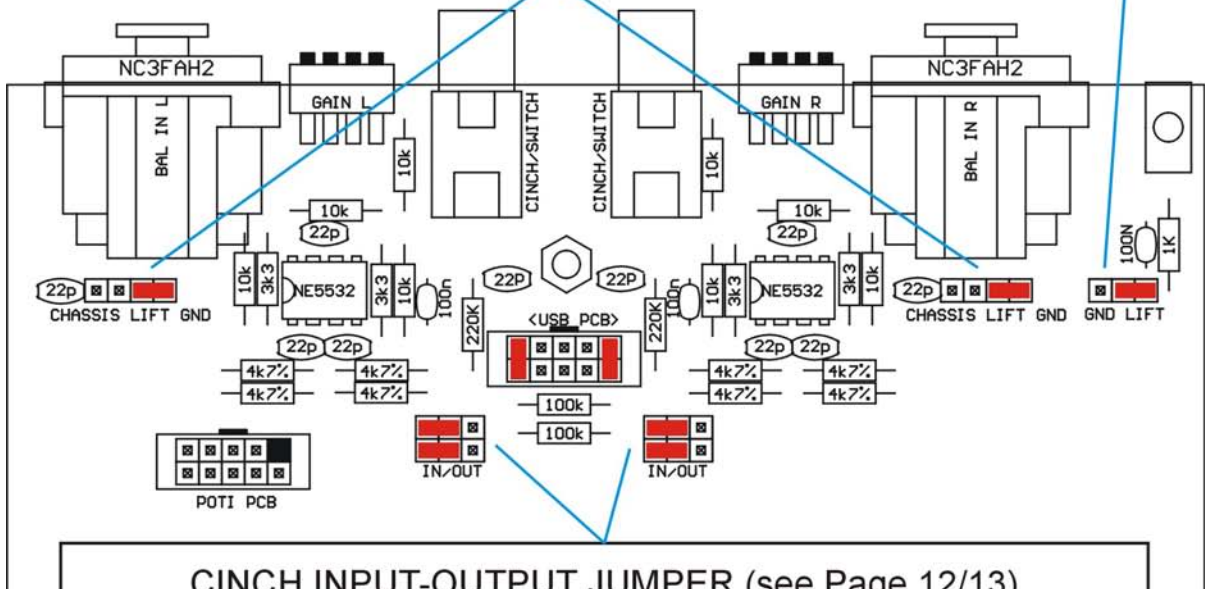 NC3FAH2
NC3FAH2
GAIN L
GAIN R
BAL IN L
CINCH/SWITCH
CINCH/SWITCH
BAL IN R
10k
10k
10k
10k
22p
22p
100N
1K
10k
3k3
NE5532
3k3
10k
100n
22P
22P
100n
10k
3k3
NE5532
3k3
10k
22p
22p
CHASSIS LIFT GND
CHASSIS LIFT GND
GND LIFT
220K
<USB PCB>
220K
22p
22p
22p
22p
4k7%
4k7%
4k7%
4k7%
4k7%
4k7%
4k7%
4k7%
100k
100k
IN/OUT
IN/OUT
POTI PCB
CINCH INPUT-OUTPUT JUMPER (see Page 12/13)